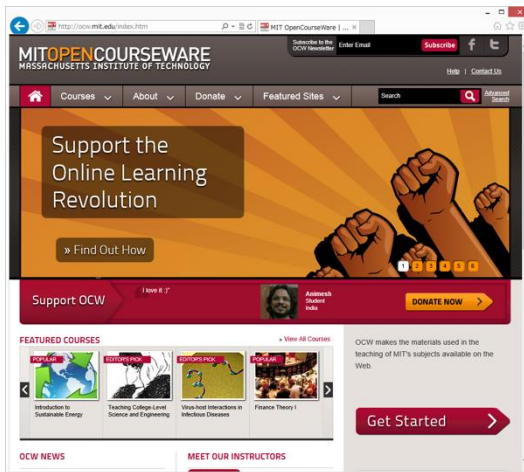 http://ocw.mit.edu/index.htm
MIT OpenCourseWare | ...
MITOPENCOURSEWARE
MASSACHUSETTS INSTITUTE OF TECHNOLOGY
Subscribe to the
OCW Newsletter
Enter Email
Subscribe
Help | Contact Us
Courses
About
Donate
Featured Sites
Search
Advanced
Search
Support the
Online Learning
Revolution
» Find Out How
1 2 3 4 5 6
Support OCW
I love it :)"
Animesh
Student
India
DONATE NOW
FEATURED COURSES
» View All Courses
POPULAR
EDITOR'S PICK
EDITOR'S PICK
POPULAR
Introduction to
Sustainable Energy
Teaching College-Level
Science and Engineering
Virus-host Interactions in
Infectious Diseases
Finance Theory I
OCW makes the materials used in the
teaching of MIT's subjects available on the
Web.
Get Started
OCW NEWS
MEET OUR INSTRUCTORS